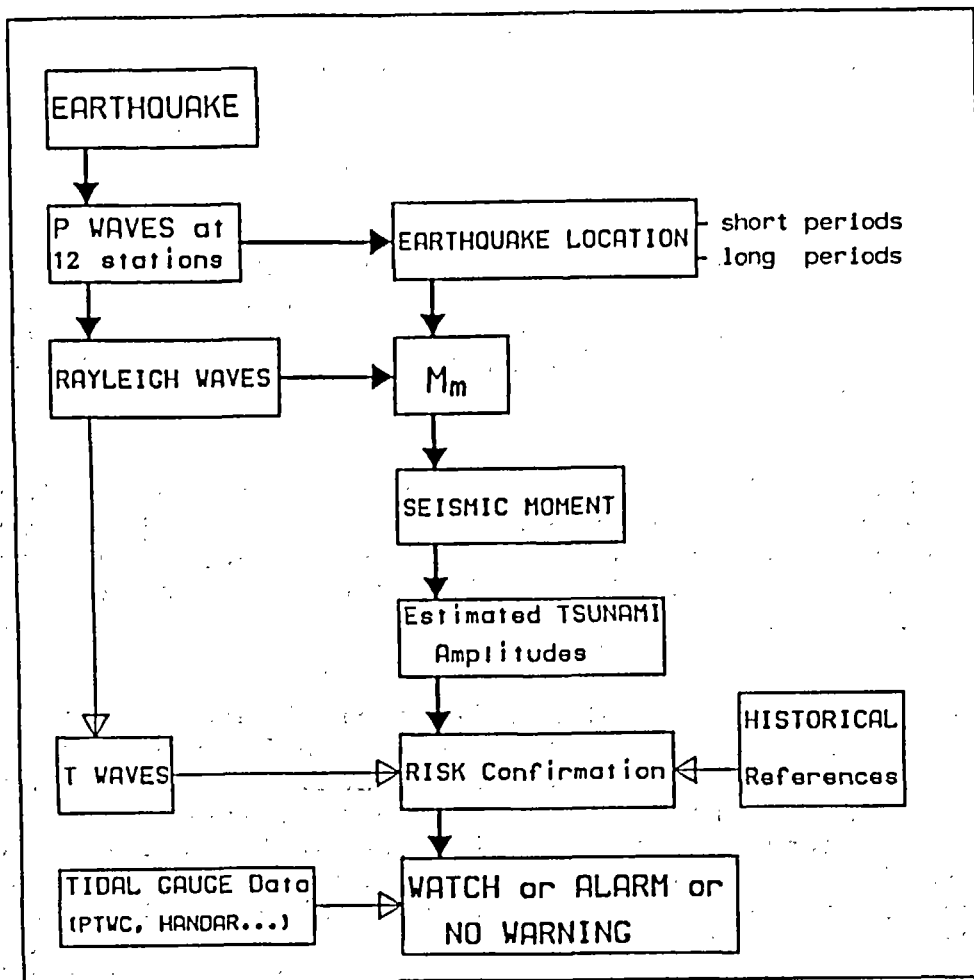 EARTHQUAKE
P WAVES at
12 stations
EARTHQUAKE LOCATION
short periods
long periods
RAYLEIGH WAVES
Mm
SEISMIC MOMENT
Estimated TSUNAMI
Amplitudes
HISTORICAL
References
T WAVES
RISK Confirmation
TIDAL GAUGE Data
(PTWC, HANDAR...)
WATCH or ALARM or
NO WARNING